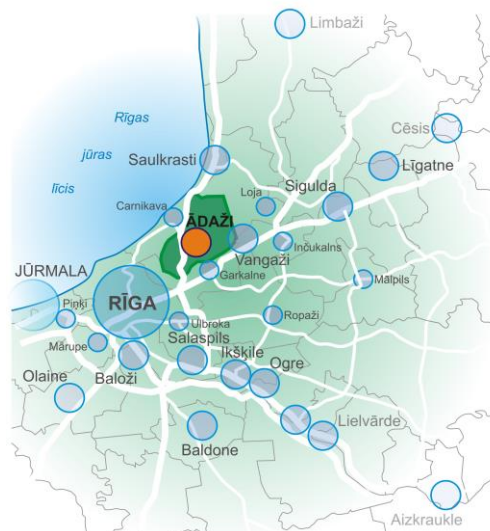 Limbaži
Rīgas
jūras
līcis
Cēsis
Saulkrasti
Līgatne
Loja
Sigulda
Carnikava
ĀDAŽI
Vangaži
Inčukalns
Garkalne
JŪRMALA
Mālpils
Piņķi
RĪGA
Ropaži
Ulbroka
Mārupe
Salaspils
Ikšķile
Ogre
Baloži
Olaine
Lielvārde
Baldone
Aizkraukle